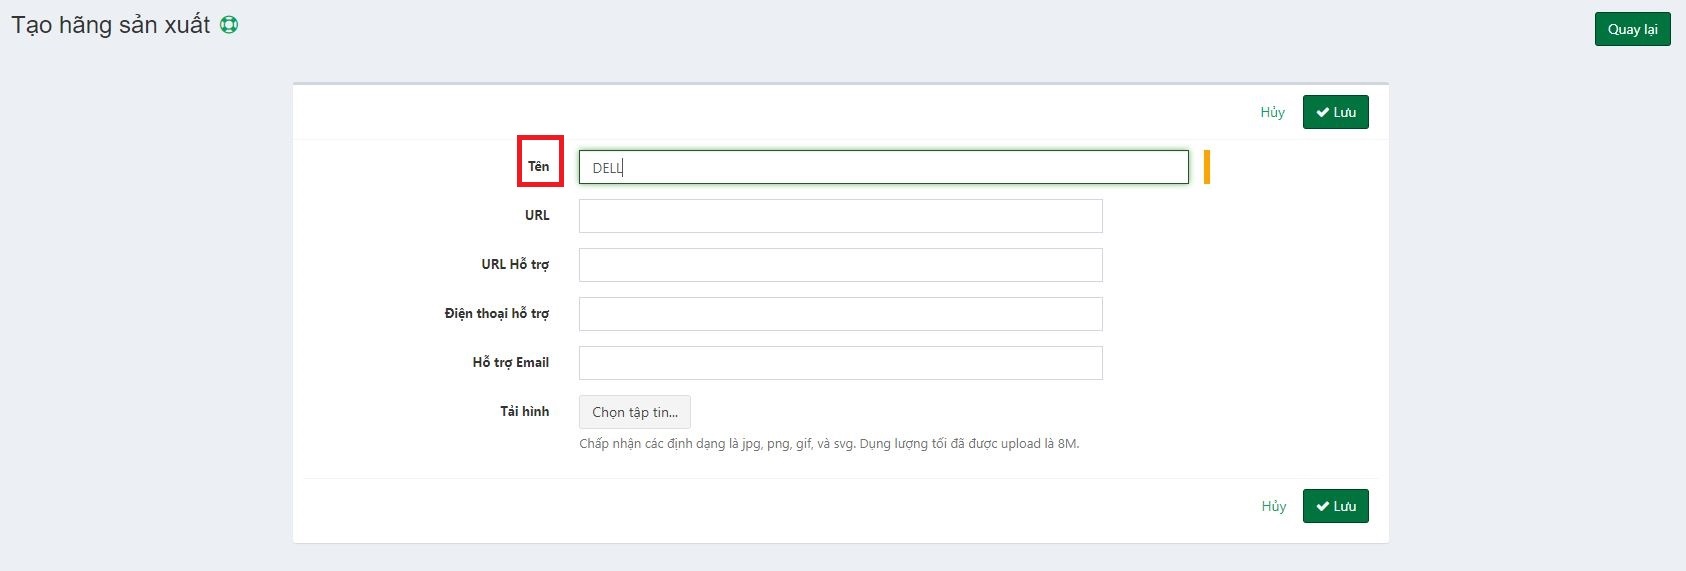 Tạo hãng sản xuất
Quay lại
Hủy
Lưu
Tên
DELL
URL
URL Hỗ trợ
Điện thoại hỗ trợ
Hỗ trợ Email
Tải hình
Chọn tập tin...
Chấp nhận các định dạng là jpg, png, gif, và svg. Dụng lượng tối đã được upload là 8M.
Hủy
Lưu